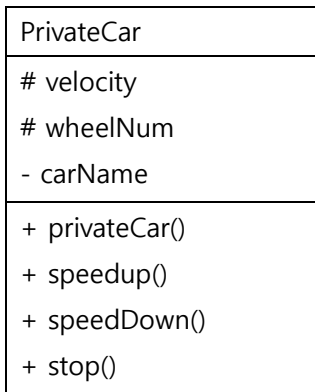 PrivateCar
# velocity
# wheelNum
- carName
+ privateCar()
+ speedup()
+ speedDown()
+ stop()